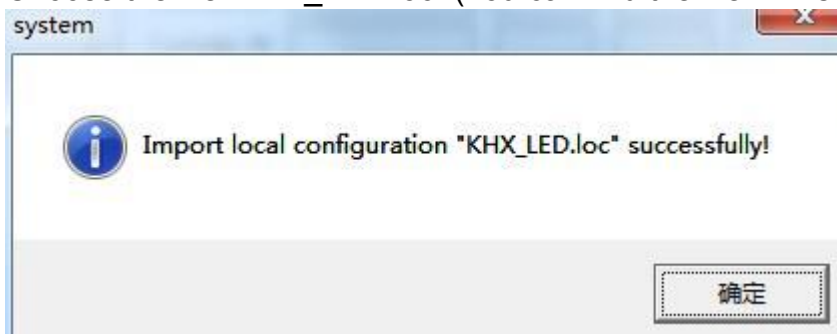 system
Import local configuration "KHX_LED.loc" successfully!
确定